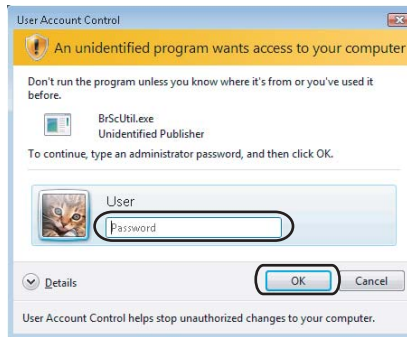 User Account Control
An unidentified program wants access to your computer
Don't run the program unless you know where it's from or you've used it
before.
BrScUtil.exe
Unidentified Publisher
To continue, type an administrator password, and then click OK.
User
Password
Details
OK
Cancel
User Account Control helps stop unauthorized changes to your computer.